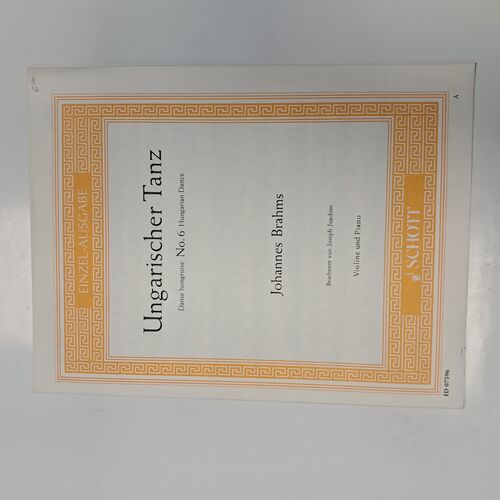 EINZEL-AUSGABE
Ungarischer Tanz
Danse hongroise No. 6 Hungarian Dance
Johannes Brahms
Bearbeitet von Joseph Joachim
Violine und Piano
SCHOTT
ED 07596
A